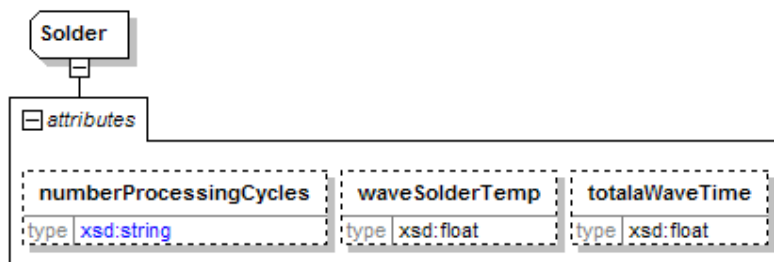 Solder
attributes
numberProcessingCycles waveSolderTemp totalaWaveTime
type xsd:string type xsd:float type xsd:float